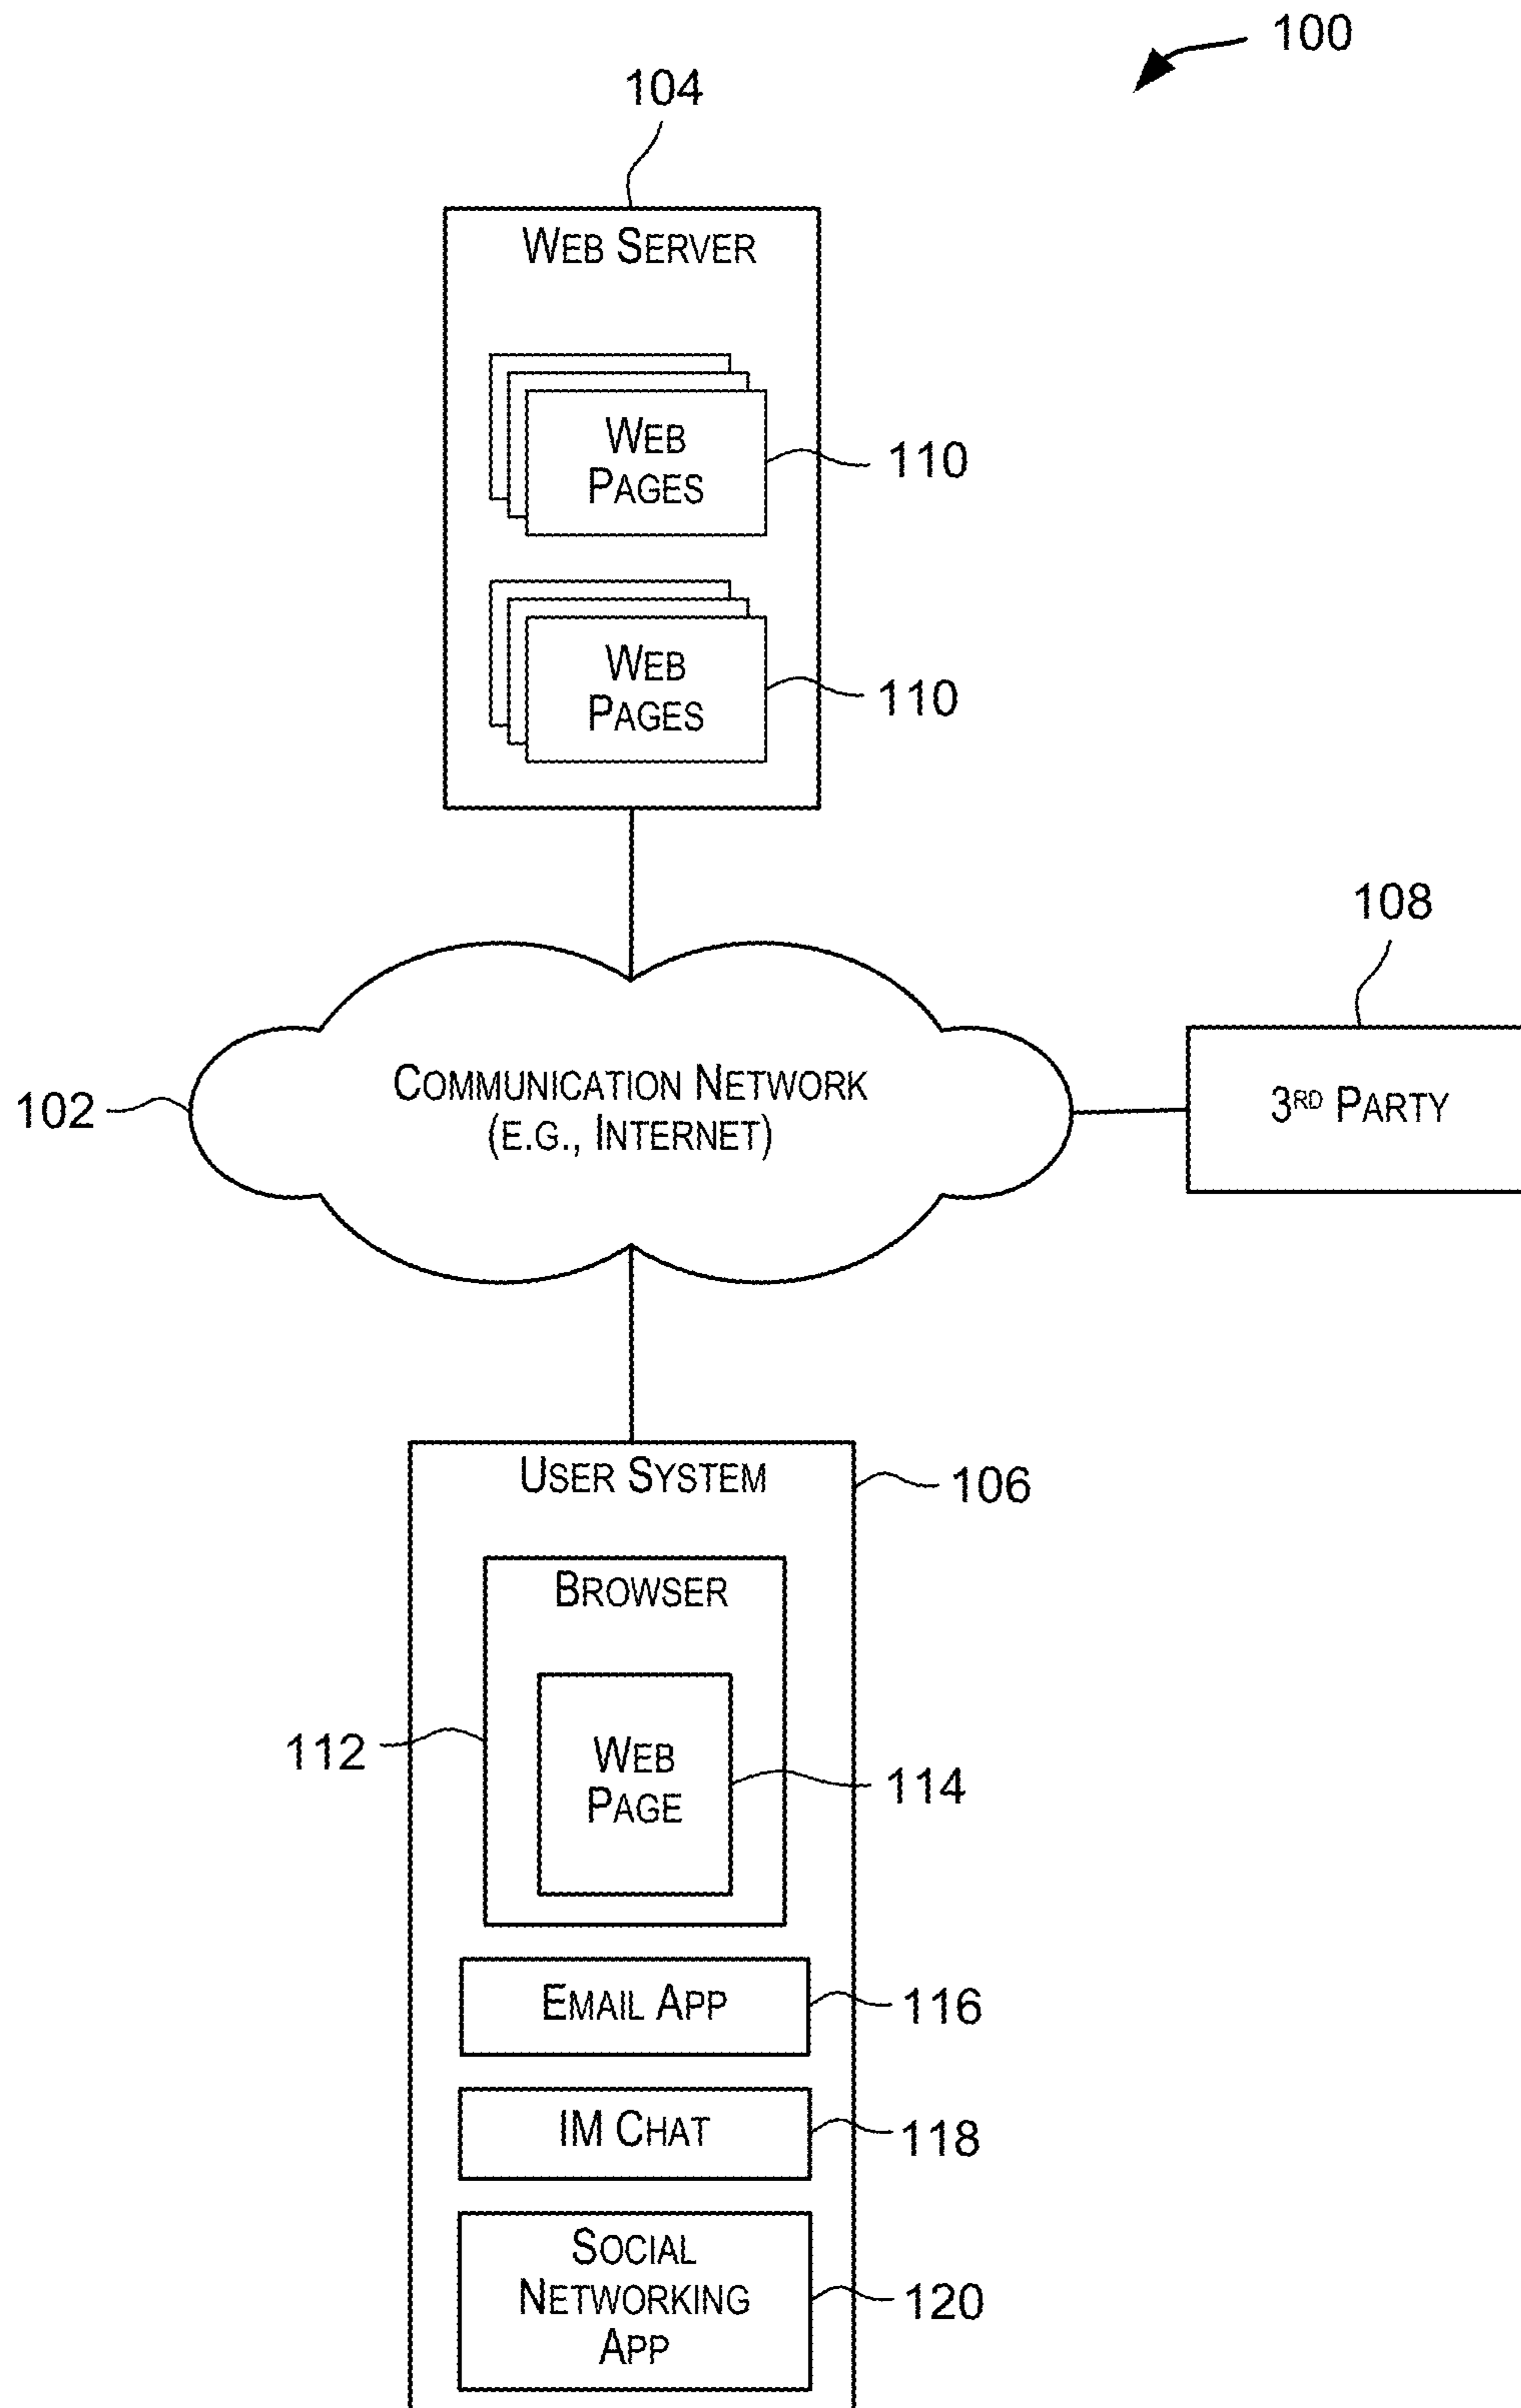 100
104
WEB SERVER
WEB
PAGES
110
WEB
PAGES
110
108
COMMUNICATION NETWORK
(E.G., INTERNET)
102
3RD PARTY
USER SYSTEM
106
BROWSER
112
WEB
PAGE
114
EMAIL APP
116
IM CHAT
118
SOCIAL
NETWORKING
APP
120